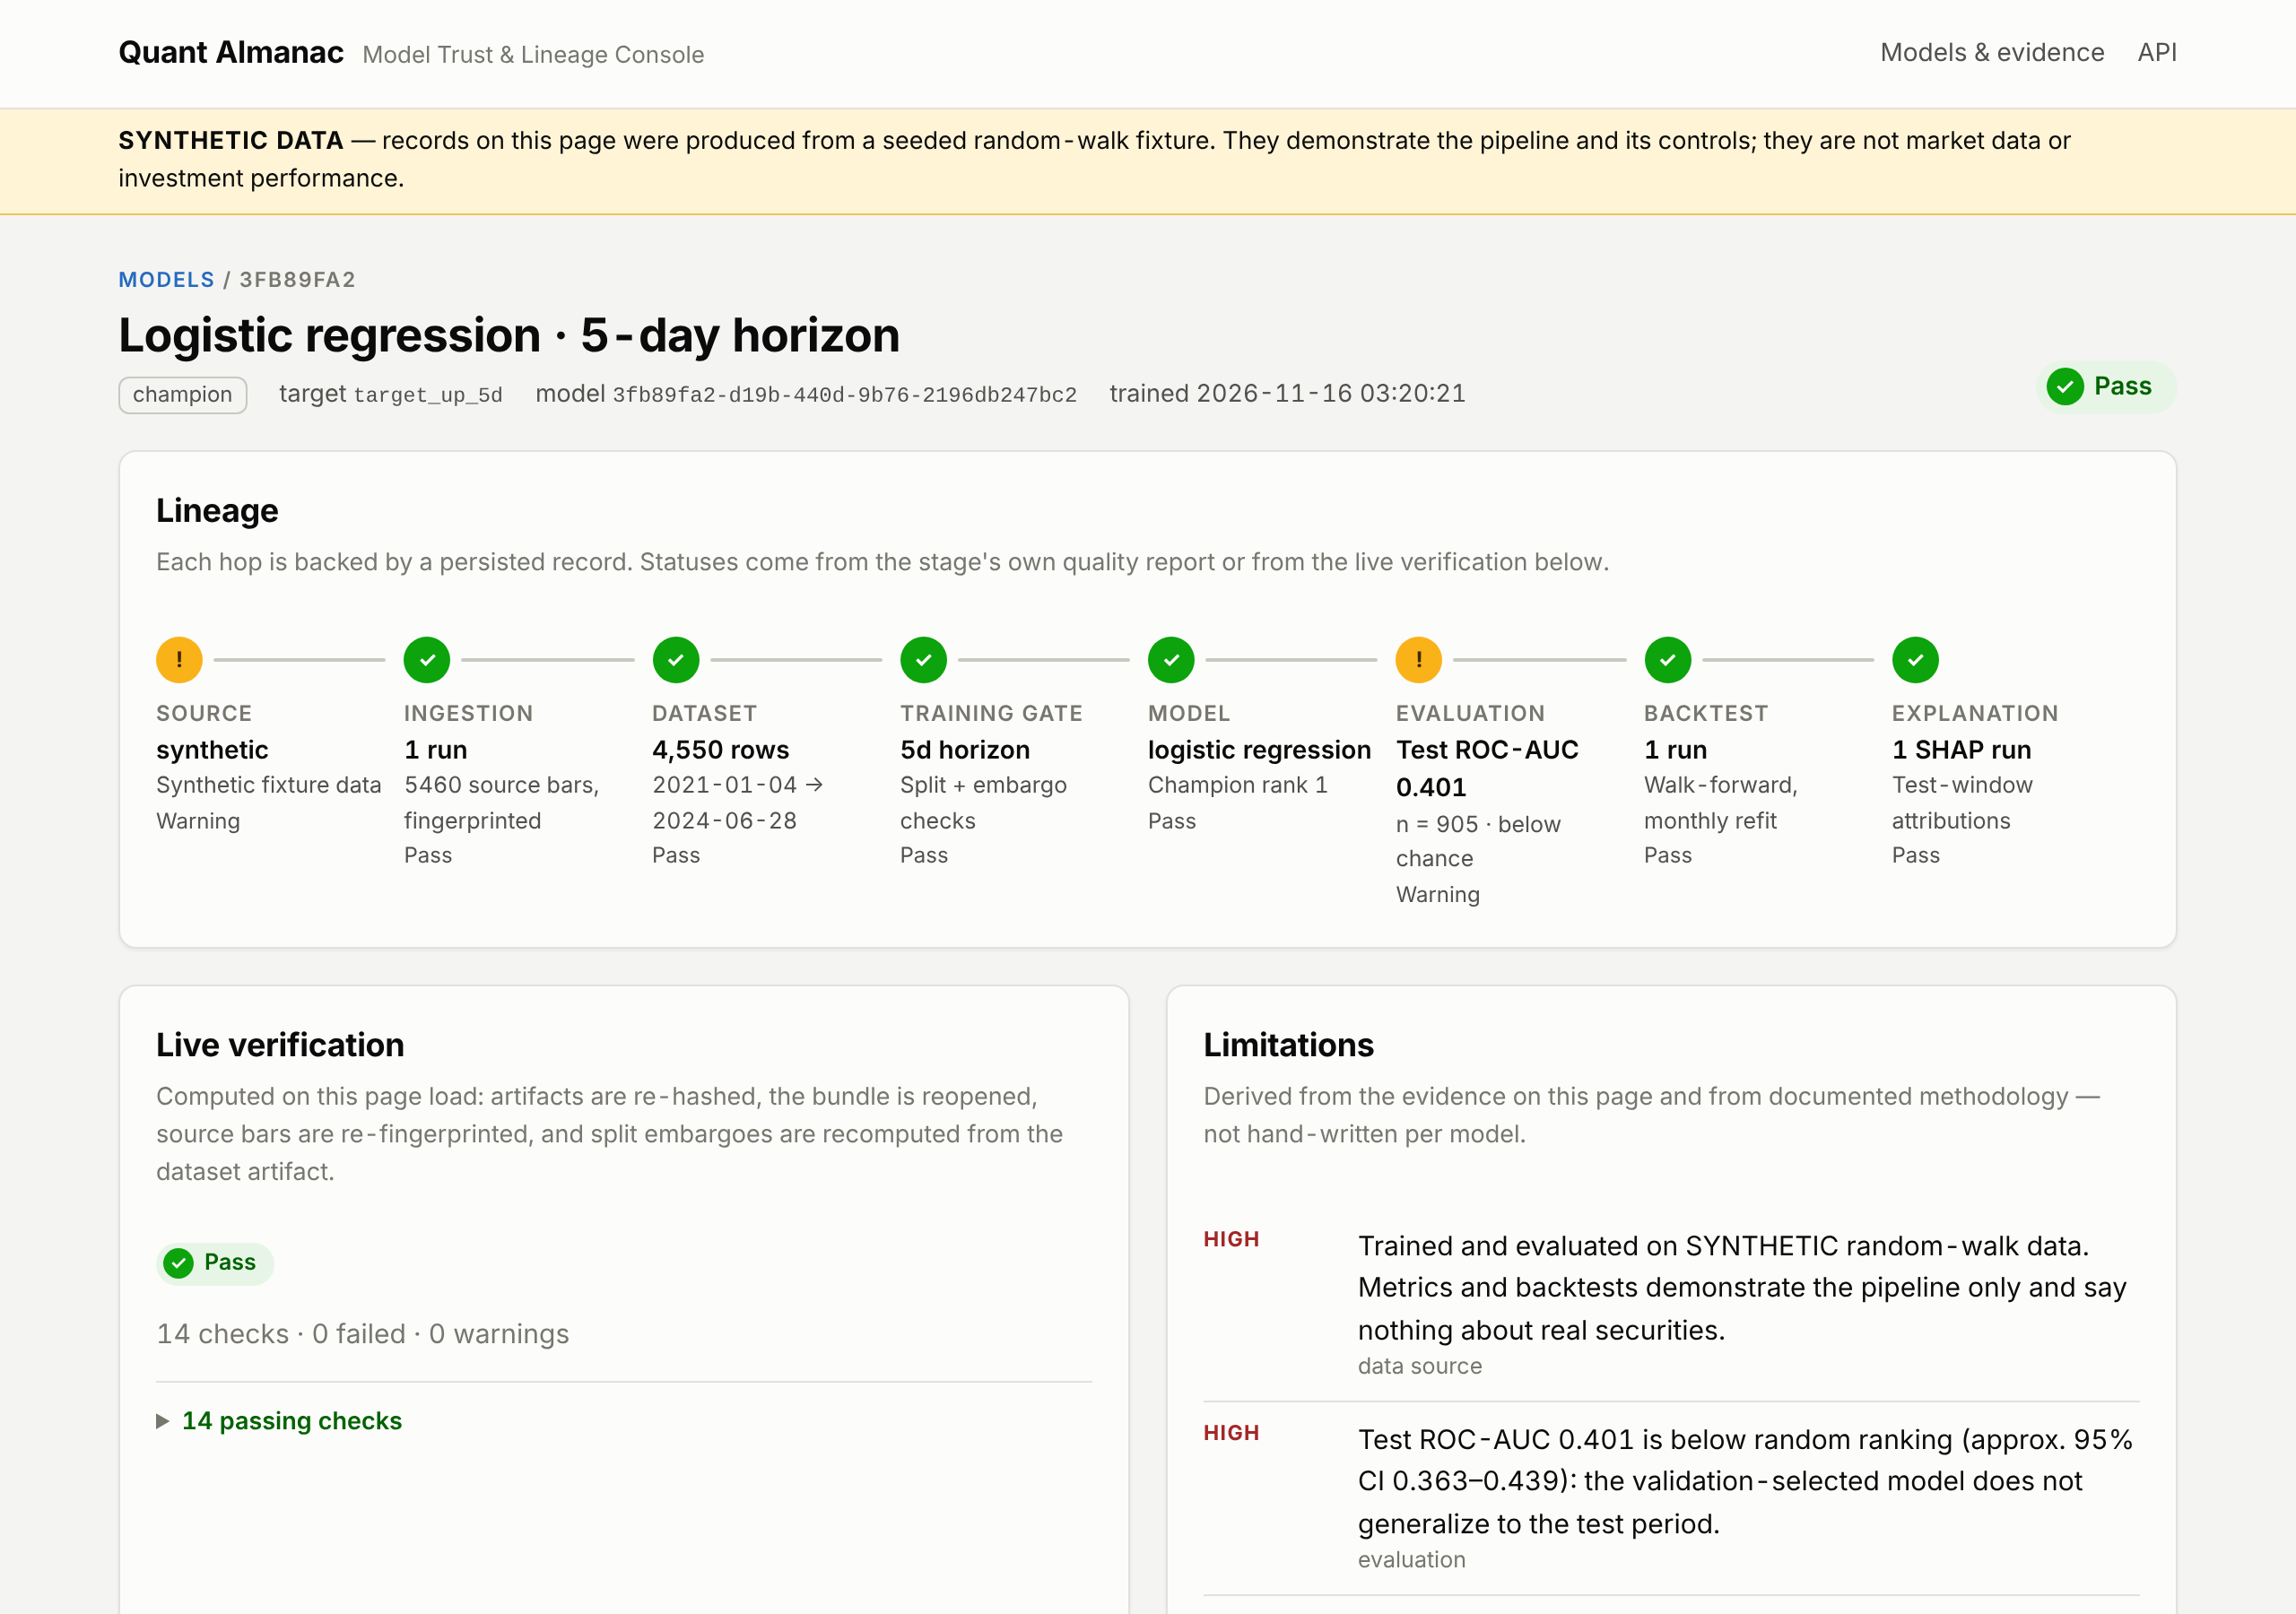 Quant Almanac Model Trust & Lineage Console
Models & evidence API
SYNTHETIC DATA — records on this page were produced from a seeded random-walk fixture. They demonstrate the pipeline and its controls; they are not market data or
investment performance.
MODELS / 3FB89FA2
Logistic regression · 5-day horizon
champion target target_up_5d model 3fb89fa2-d19b-440d-9b76-2196db247bc2 trained 2026-11-16 03:20:21
Pass
Lineage
Each hop is backed by a persisted record. Statuses come from the stage's own quality report or from the live verification below.
!
SOURCE
synthetic
Synthetic fixture data
Warning
INGESTION
1 run
5460 source bars,
fingerprinted
Pass
DATASET
4,550 rows
2021-01-04 →
2024-06-28
Pass
TRAINING GATE
5d horizon
Split + embargo
checks
Pass
MODEL
logistic regression
Champion rank 1
Pass
!
EVALUATION
Test ROC-AUC
0.401
n = 905 · below
chance
Warning
BACKTEST
1 run
Walk-forward,
monthly refit
Pass
EXPLANATION
1 SHAP run
Test-window
attributions
Pass
Live verification
Computed on this page load: artifacts are re-hashed, the bundle is reopened,
source bars are re-fingerprinted, and split embargoes are recomputed from the
dataset artifact.
Pass
14 checks · 0 failed · 0 warnings
14 passing checks
Limitations
Derived from the evidence on this page and from documented methodology —
not hand-written per model.
HIGH
Trained and evaluated on SYNTHETIC random-walk data.
Metrics and backtests demonstrate the pipeline only and say
nothing about real securities.
data source
HIGH
Test ROC-AUC 0.401 is below random ranking (approx. 95%
CI 0.363–0.439): the validation-selected model does not
generalize to the test period.
evaluation